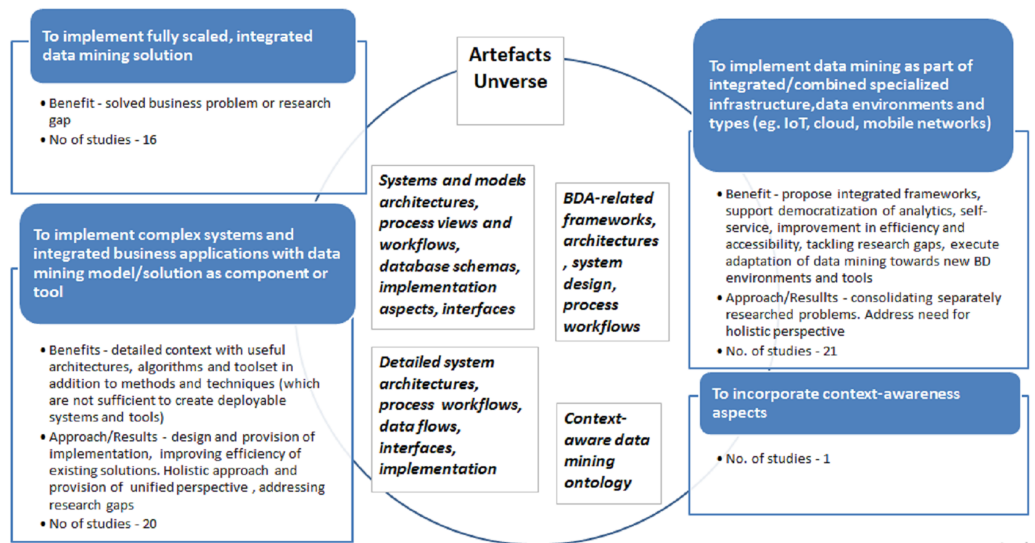 To implement fully scaled, integrated
data mining solution
• Benefit - solved business problem or research
gap
• No of studies - 16
To implement complex systems and
integrated business applications with data
mining model/solution as component or
tool
• Benefits - detailed context with useful
architectures, algorithms and toolset in
addition to methods and techniques (which
are not sufficient to create deployable
systems and tools)
• Approach/Results - design and provision of
implementation, improving efficiency of
existing solutions. Holistic approach and
provision of unified perspective , addressing
research gaps
• No of studies - 20
Artefacts
Unverse
Systems and models
architectures,
process views and
workflows,
database schemas,
implementation
aspects, interfaces
BDA-related
frameworks,
architectures
, system
design,
process
workflows
Detailed system
architectures,
process workflows,
data flows,
interfaces,
implementation
Context-
aware data
mining
ontology
To implement data mining as part of
integrated/combined specialized
infrastructure,data environments and
types (eg. IoT, cloud, mobile networks)
• Benefit - propose integrated frameworks,
support democratization of analytics, self-
service, improvement in efficiency and
accessibility, tackling research gaps, execute
adaptation of data mining towards new BD
environments and tools
• Approach/Resullts - consolidating separately
researched problems. Address need for
holistic perspective
• No. of studies - 21
To incorporate context-awareness
aspects
• No. of studies - 1